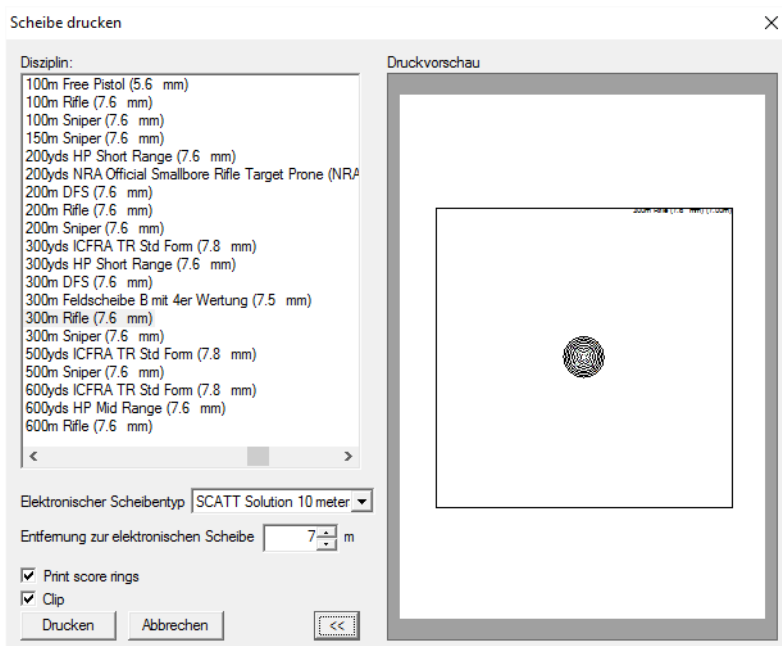 Scheibe drucken
Disziplin:
100m Free Pistol (5.6 mm)
100m Rifle (7.6 mm)
100m Sniper (7.6 mm)
150m Sniper (7.6 mm)
200yds HP Short Range (7.6 mm)
200yds NRA Official Smallbore Rifle Target Prone (NRA
200m DFS (7.6 mm)
200m Rifle (7.6 mm)
200m Sniper (7.6 mm)
300yds ICFRA TR Std Form (7.8 mm)
300yds HP Short Range (7.6 mm)
300m DFS (7.6 mm)
300m Feldscheibe B mit 4er Wertung (7.5 mm)
300m Rifle (7.6 mm)
300m Sniper (7.6 mm)
500yds ICFRA TR Std Form (7.8 mm)
500m Sniper (7.6 mm)
600yds ICFRA TR Std Form (7.8 mm)
600yds HP Mid Range (7.6 mm)
600m Rifle (7.6 mm)
Elektronischer Scheibentyp SCATT Solution 10 meter
Entfernung zur elektronischen Scheibe 7 m
Print score rings
Clip
Drucken Abbrechen <<
Druckvorschau